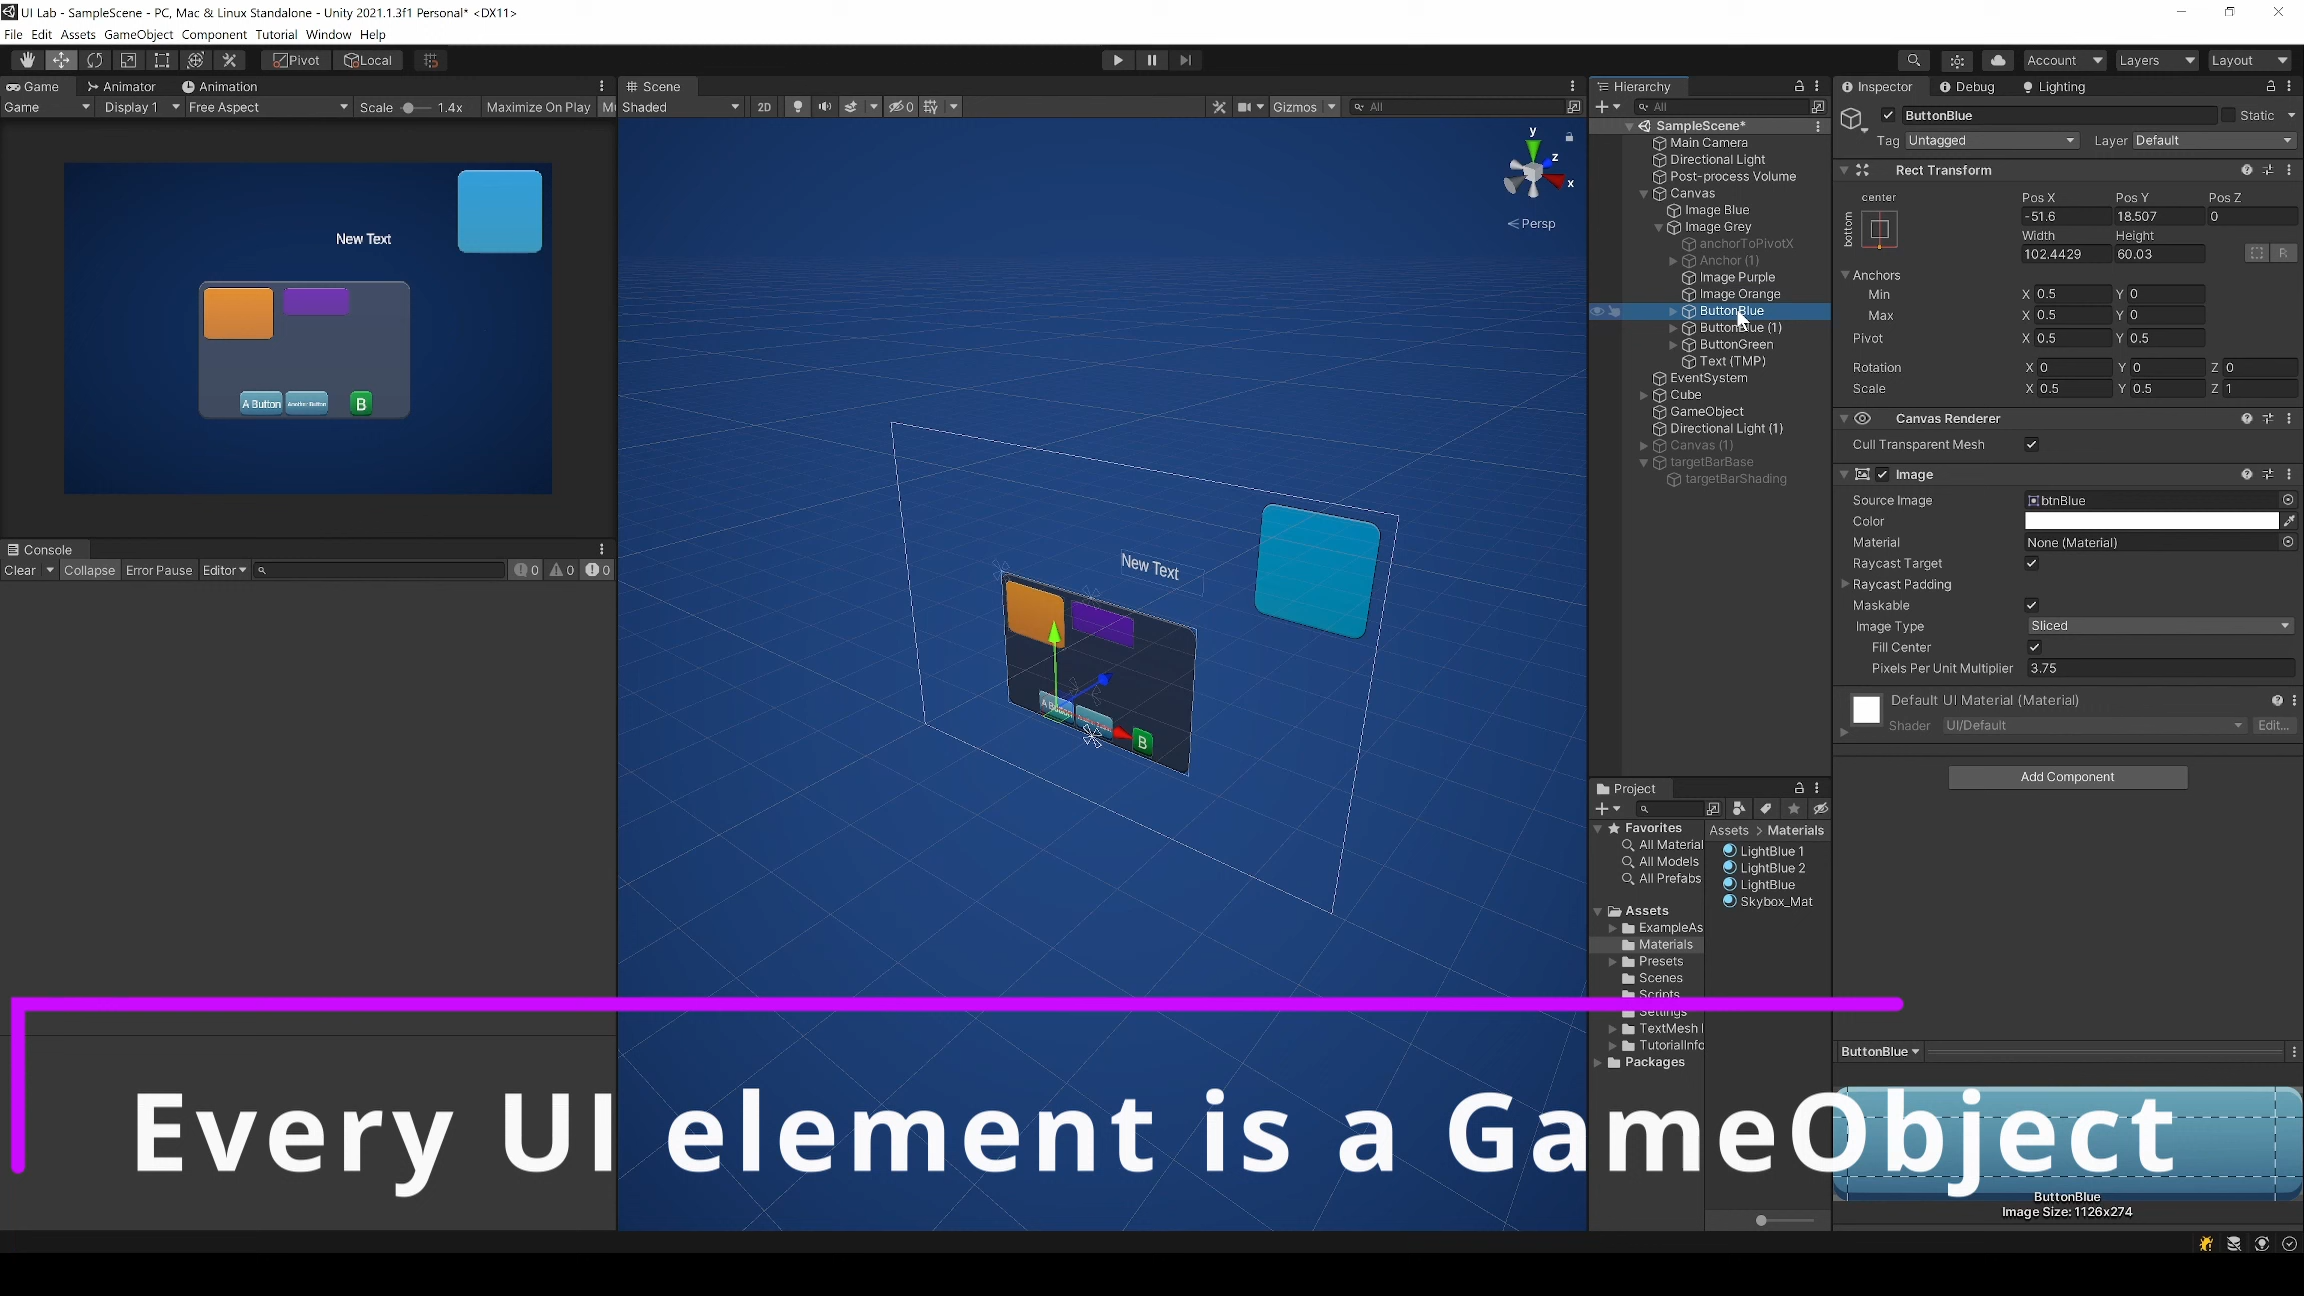 UI Lab - SampleScene - PC, Mac & Linux Standalone - Unity 2021.1.3f1 Personal* <DX11>
File Edit Assets GameObject Component Tutorial Window Help
Pivot Local Account Layers Layout
Game Animator Animation
Game Display 1 Free Aspect Scale 1.4x Maximize On Play
New Text
A Button Another Button B
Console
Clear Collapse Error Pause Editor 0 0 0
Scene
Shaded 2D 0 Gizmos All
y
z
x
Persp
New Text
A Button
B
Hierarchy
All
SampleScene*
Main Camera
Directional Light
Post-process Volume
Canvas
Image Blue
Image Grey
anchorToPivotX
Anchor (1)
Image Purple
Image Orange
ButtonBlue
ButtonBlue (1)
ButtonGreen
Text (TMP)
EventSystem
Cube
GameObject
Directional Light (1)
Canvas (1)
targetBarBase
targetBarShading
Project
Favorites
All Material
All Models
All Prefabs
Assets
ExampleAs
Materials
Presets
Scenes
Scripts
Settings
TextMesh
TutorialInfo
Packages
Assets > Materials
LightBlue 1
LightBlue 2
LightBlue
Skybox_Mat
Inspector Debug Lighting
ButtonBlue Static
Tag Untagged Layer Default
Rect Transform
center
bottom
Pos X Pos Y Pos Z
-51.6 18.507 0
Width Height
102.4429 60.03 R
Anchors
Min X 0.5 Y 0
Max X 0.5 Y 0
Pivot X 0.5 Y 0.5
Rotation X 0 Y 0 Z 0
Scale X 0.5 Y 0.5 Z 1
Canvas Renderer
Cull Transparent Mesh
Image
Source Image btnBlue
Color
Material None (Material)
Raycast Target
Raycast Padding
Maskable
Image Type Sliced
Fill Center
Pixels Per Unit Multiplier 3.75
Default UI Material (Material)
Shader UI/Default Edit...
Add Component
ButtonBlue
Every UI element is a GameObject
ButtonBlue
Image Size: 1126x274